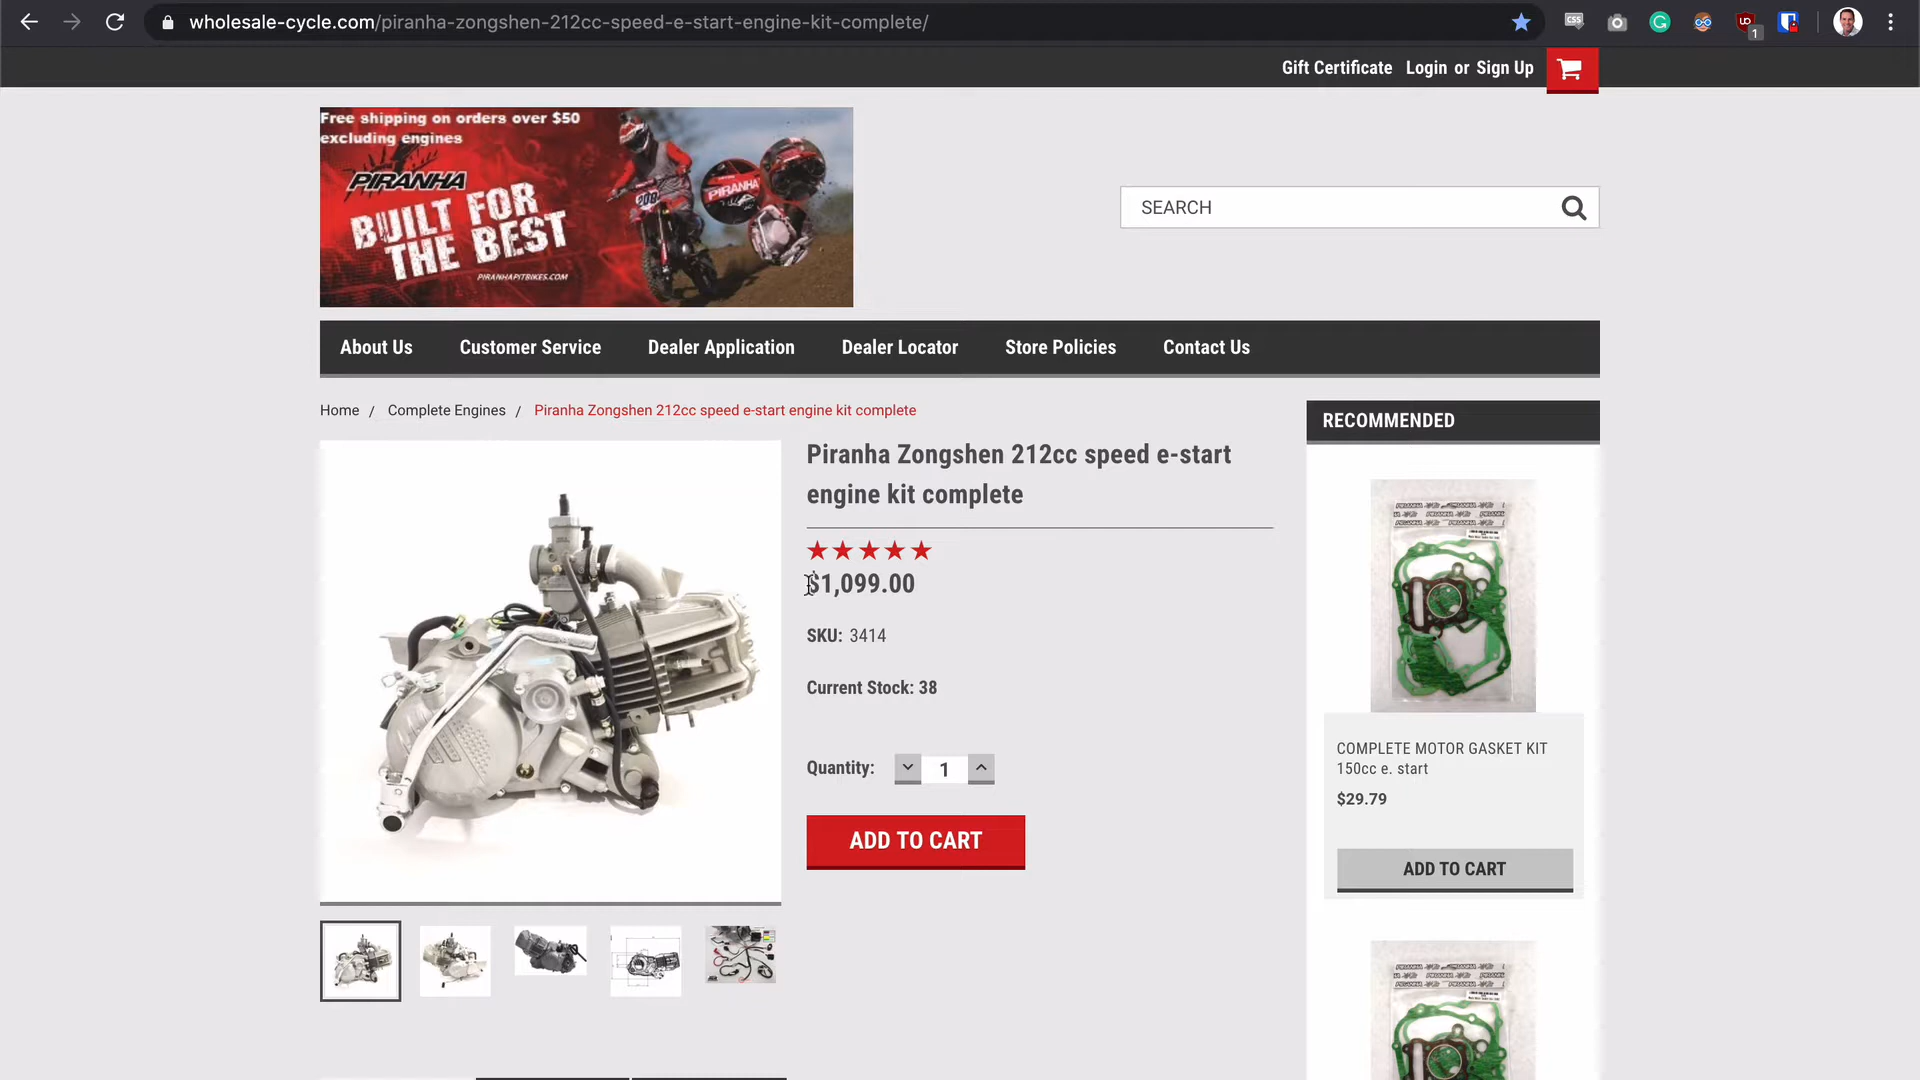 wholesale-cycle.com/piranha-zongshen-212cc-speed-e-start-engine-kit-complete/
1
Gift Certificate Login or Sign Up
Free shipping on orders over $50
excluding engines
PIRANHA
BUILT FOR
THE BEST
PIRANHAPITBIKES.COM
208
PIRANHA
SEARCH
About Us Customer Service Dealer Application Dealer Locator Store Policies Contact Us
Home / Complete Engines / Piranha Zongshen 212cc speed e-start engine kit complete
RECOMMENDED
Piranha Zongshen 212cc speed e-start
engine kit complete
$1,099.00
SKU: 3414
Current Stock: 38
Quantity: 1
ADD TO CART
COMPLETE MOTOR GASKET KIT
150cc e. start
$29.79
ADD TO CART